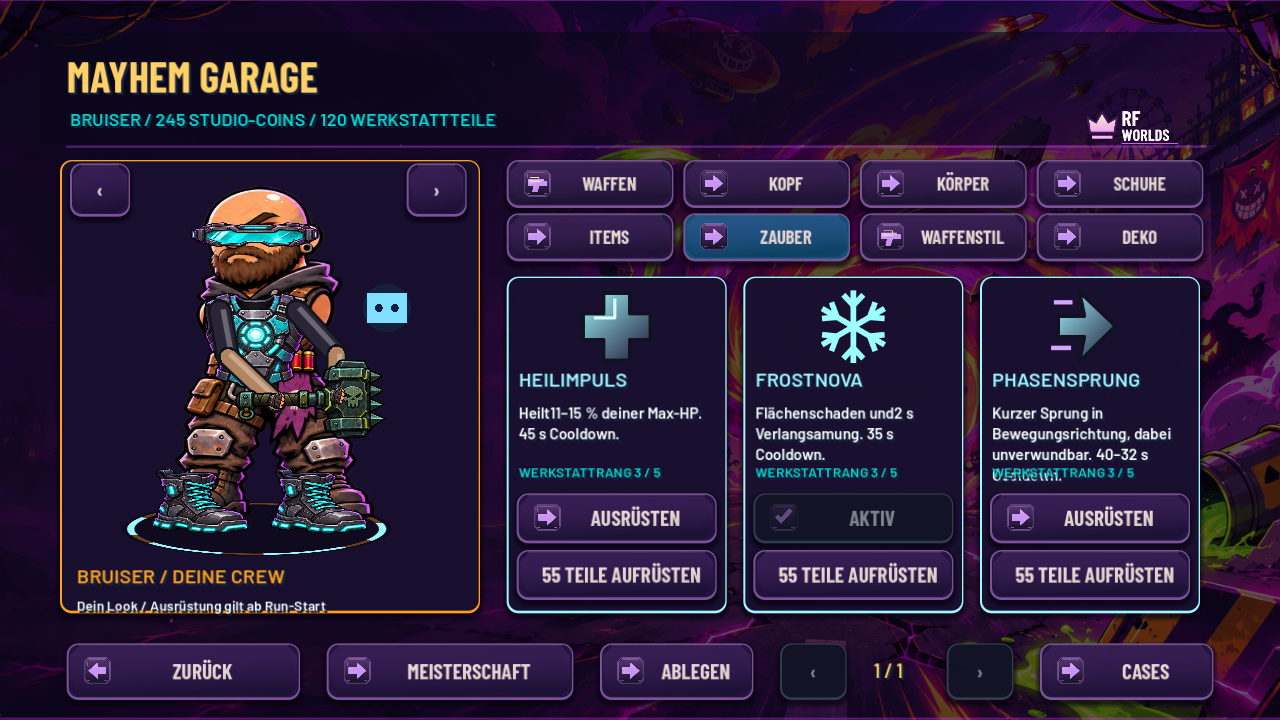 MAYHEM GARAGE
BRUISER / 245 STUDIO-COINS / 120 WERKSTATTTEILE
RF
WORLDS
‹
›
WAFFEN
KOPF
KÖRPER
SCHUHE
ITEMS
ZAUBER
WAFFENSTIL
DEKO
HEILIMPULS
Heilt 11–15 % deiner Max-HP.
45 s Cooldown.
WERKSTATTRANG 3 / 5
AUSRÜSTEN
55 TEILE AUFRÜSTEN
FROSTNOVA
Flächenschaden und2 s
Verlangsamung. 35 s
Cooldown.
WERKSTATTRANG 3 / 5
AKTIV
55 TEILE AUFRÜSTEN
PHASENSPRUNG
Kurzer Sprung in
Bewegungsrichtung, dabei
unverwundbar. 40–32 s
WERKSTATTRANG 3 / 5
AUSRÜSTEN
55 TEILE AUFRÜSTEN
BRUISER / DEINE CREW
Dein Look / Ausrüstung gilt ab Run-Start
ZURÜCK
MEISTERSCHAFT
ABLEGEN
‹
1 / 1
›
CASES